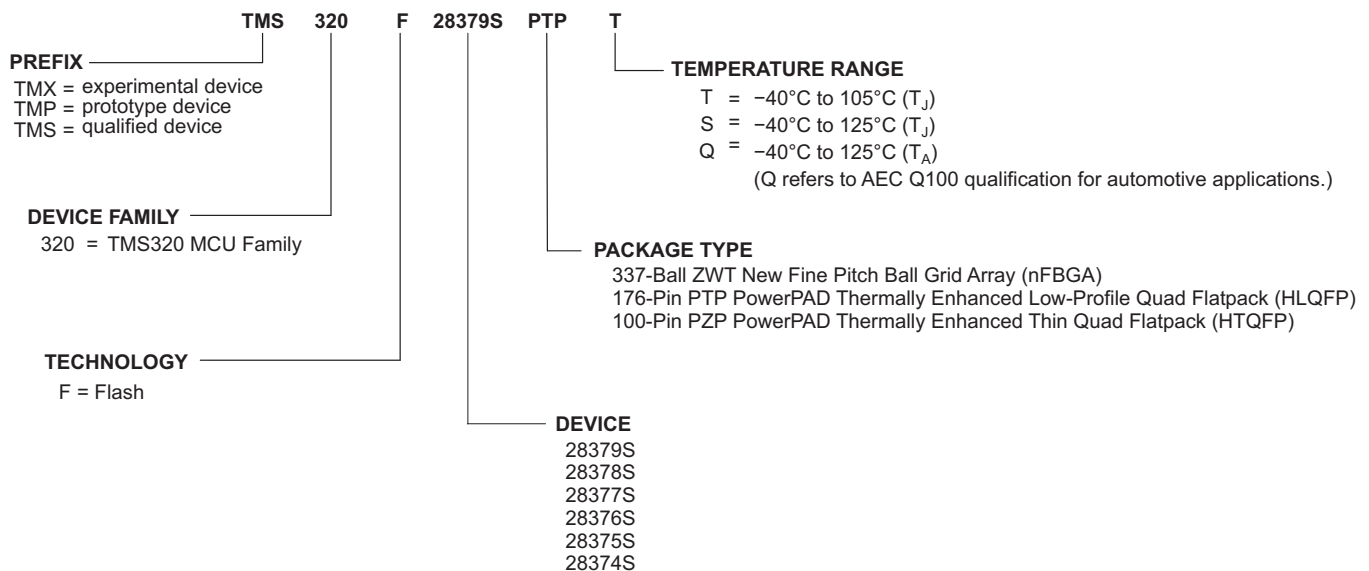 TMS 320 F 28379S PTP T
PREFIX
TMX = experimental device
TMP = prototype device
TMS = qualified device
TEMPERATURE RANGE
T = −40°C to 105°C (TJ)
S = −40°C to 125°C (TJ)
Q = −40°C to 125°C (TA)
(Q refers to AEC Q100 qualification for automotive applications.)
DEVICE FAMILY
320 = TMS320 MCU Family
PACKAGE TYPE
337-Ball ZWT New Fine Pitch Ball Grid Array (nFBGA)
176-Pin PTP PowerPAD Thermally Enhanced Low-Profile Quad Flatpack (HLQFP)
100-Pin PZP PowerPAD Thermally Enhanced Thin Quad Flatpack (HTQFP)
TECHNOLOGY
F = Flash
DEVICE
28379S
28378S
28377S
28376S
28375S
28374S